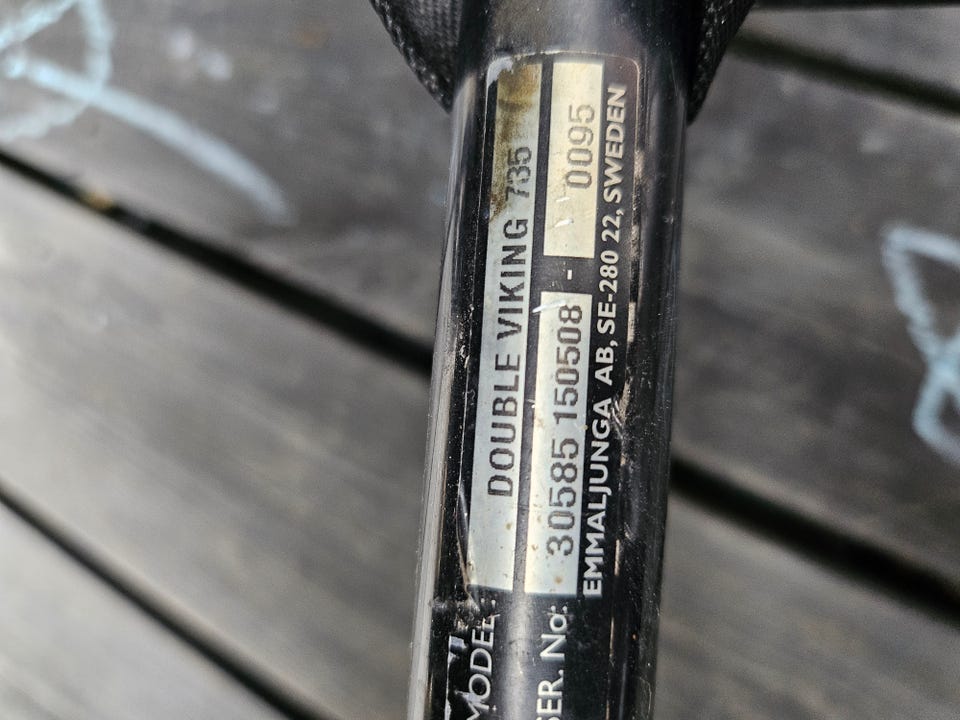 MODEL: DOUBLE VIKING 735
SER. No: 30585 150508 - 0095
EMMALJUNGA AB, SE-280 22, SWEDEN